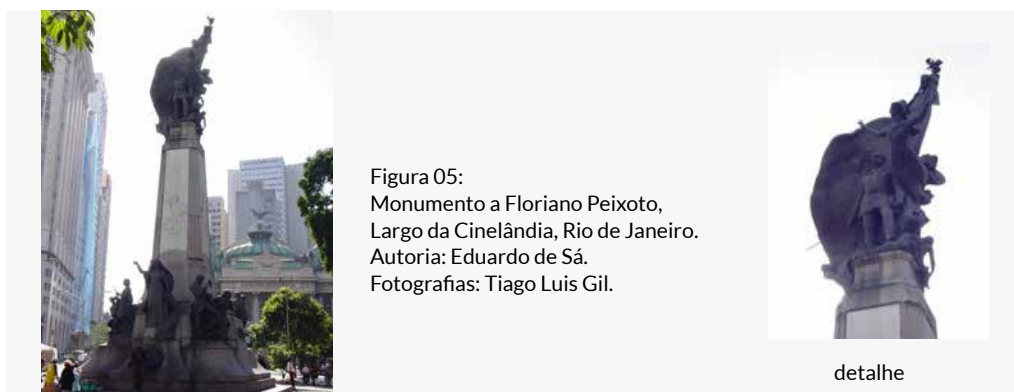 Figura 05:
Monumento a Floriano Peixoto,
Largo da Cinelândia, Rio de Janeiro.
Autoria: Eduardo de Sá.
Fotografias: Tiago Luis Gil.
detalhe